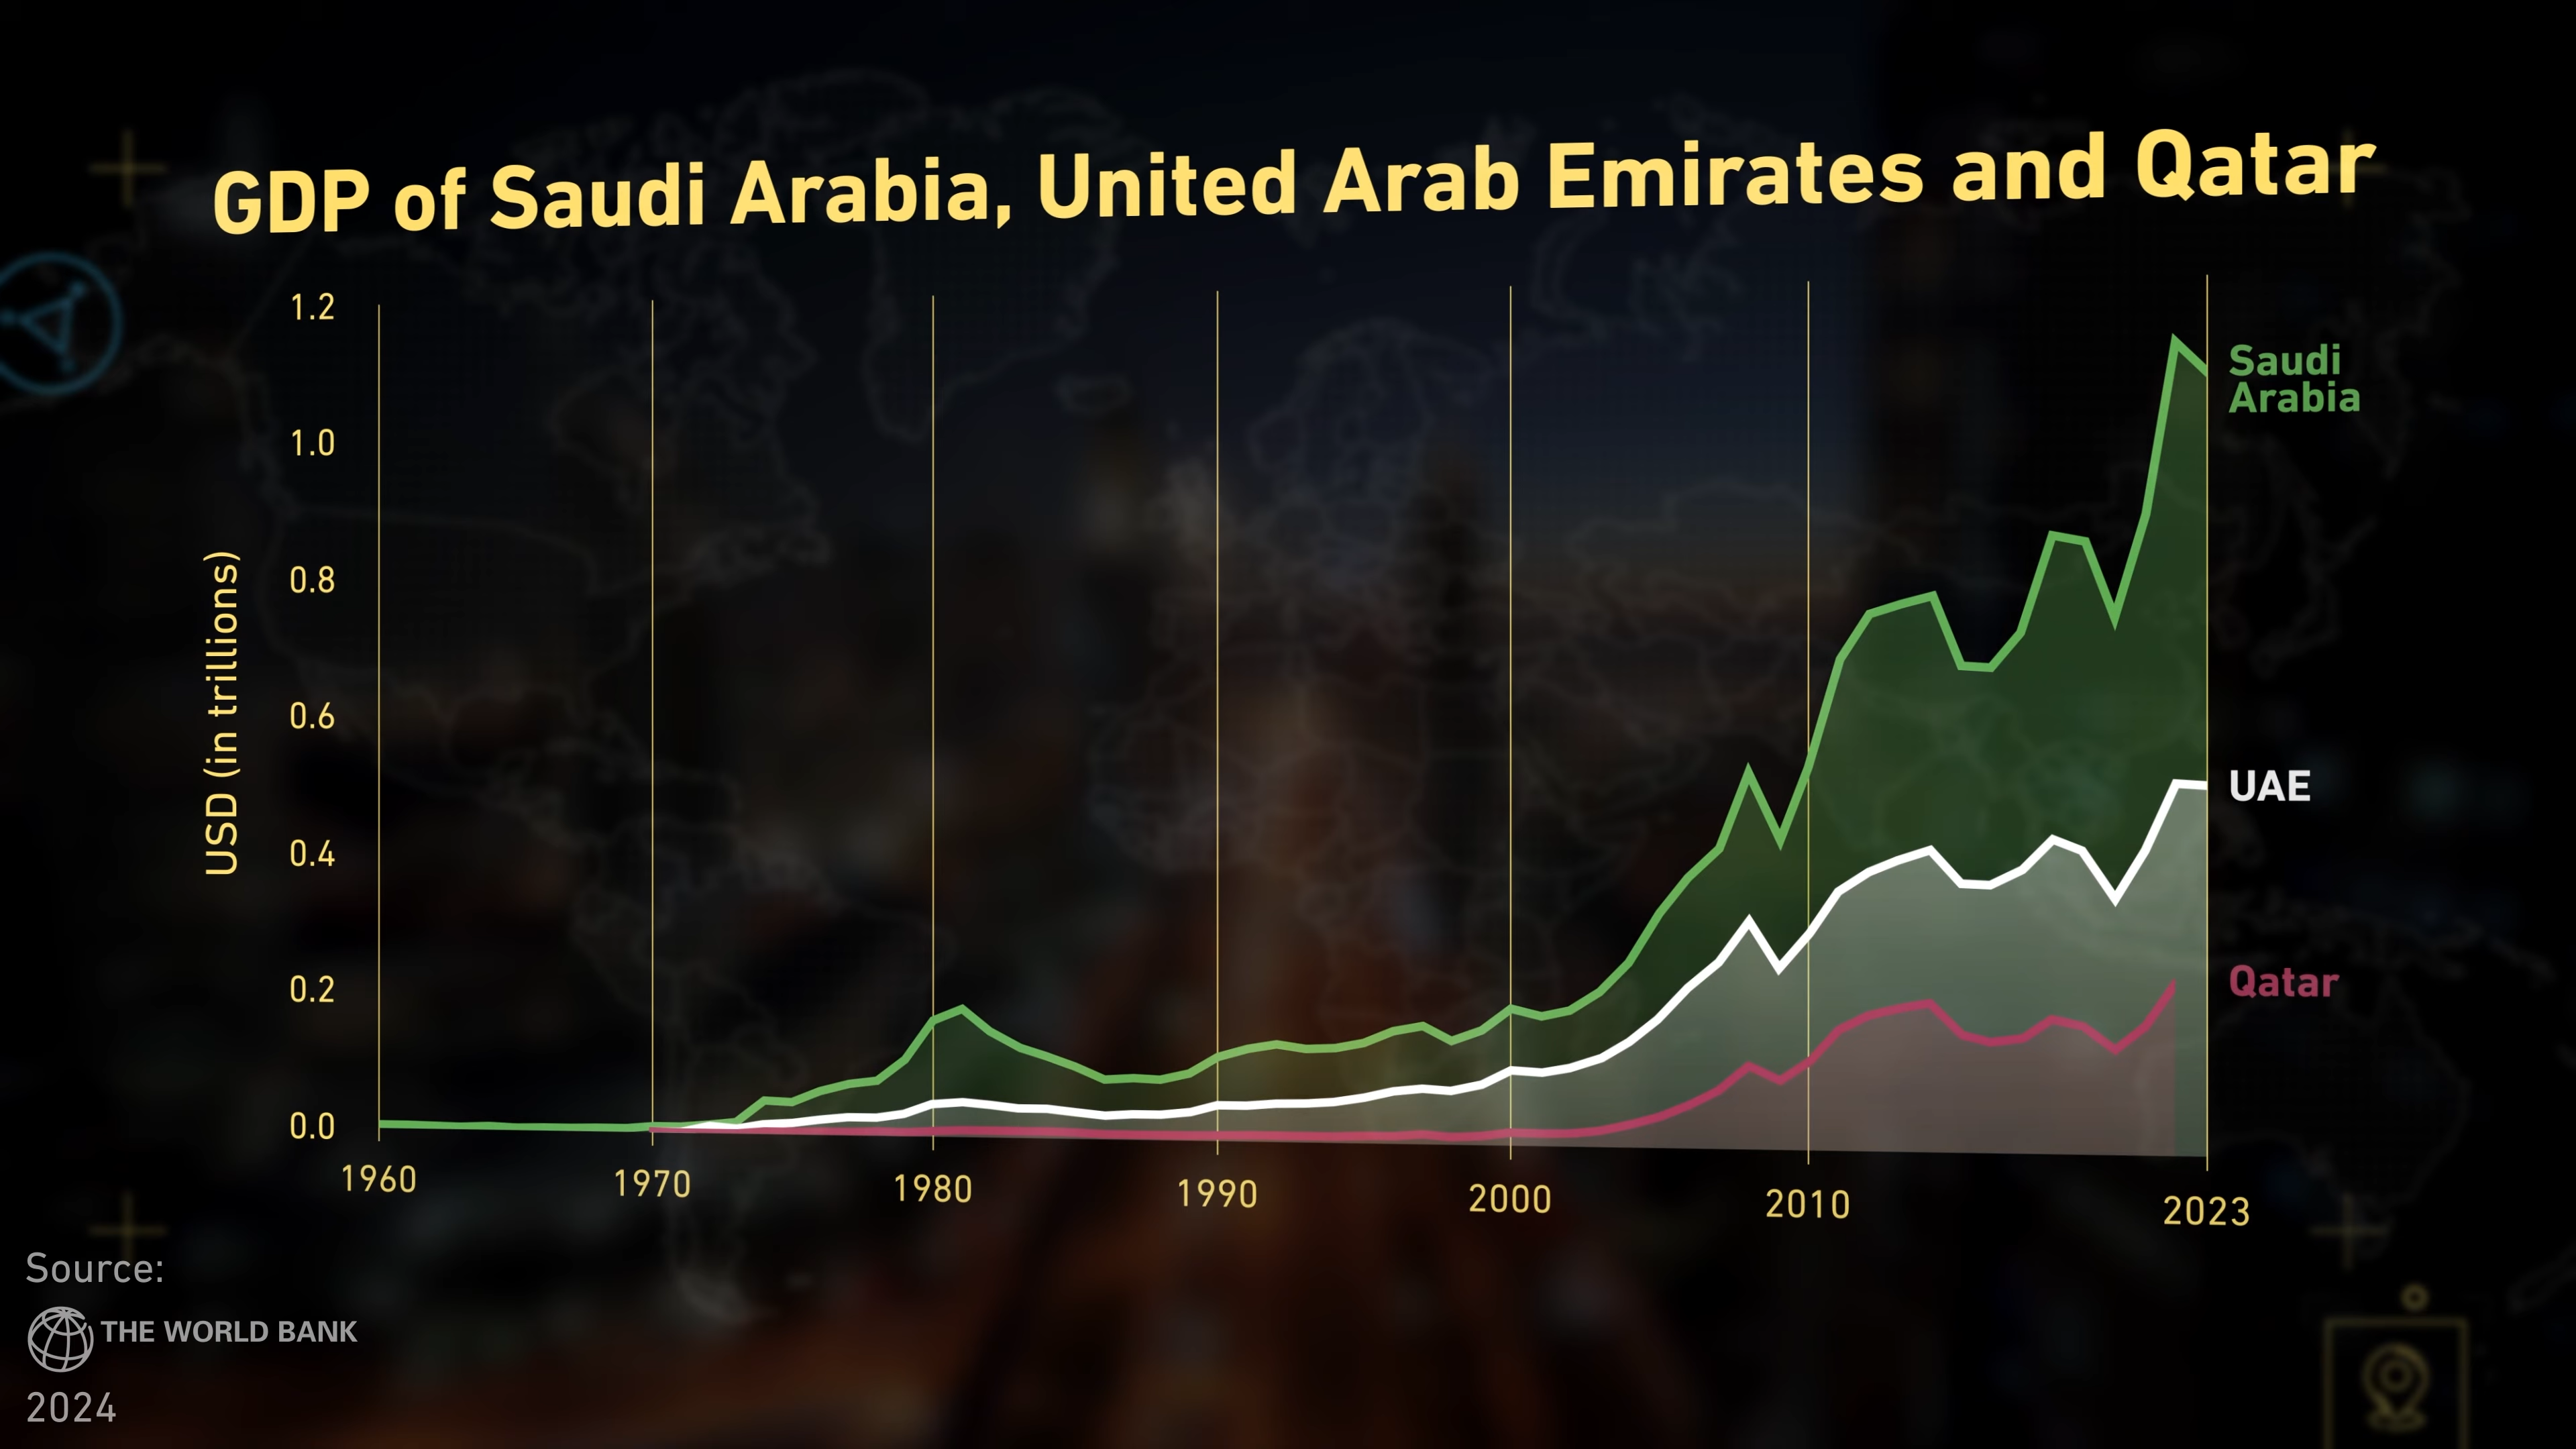 GDP of Saudi Arabia, United Arab Emirates and Qatar
USD (in trillions)
1.2
1.0
0.8
0.6
0.4
0.2
0.0
1960
1970
1980
1990
2000
2010
2023
Saudi
Arabia
UAE
Qatar
Source:
THE WORLD BANK
2024